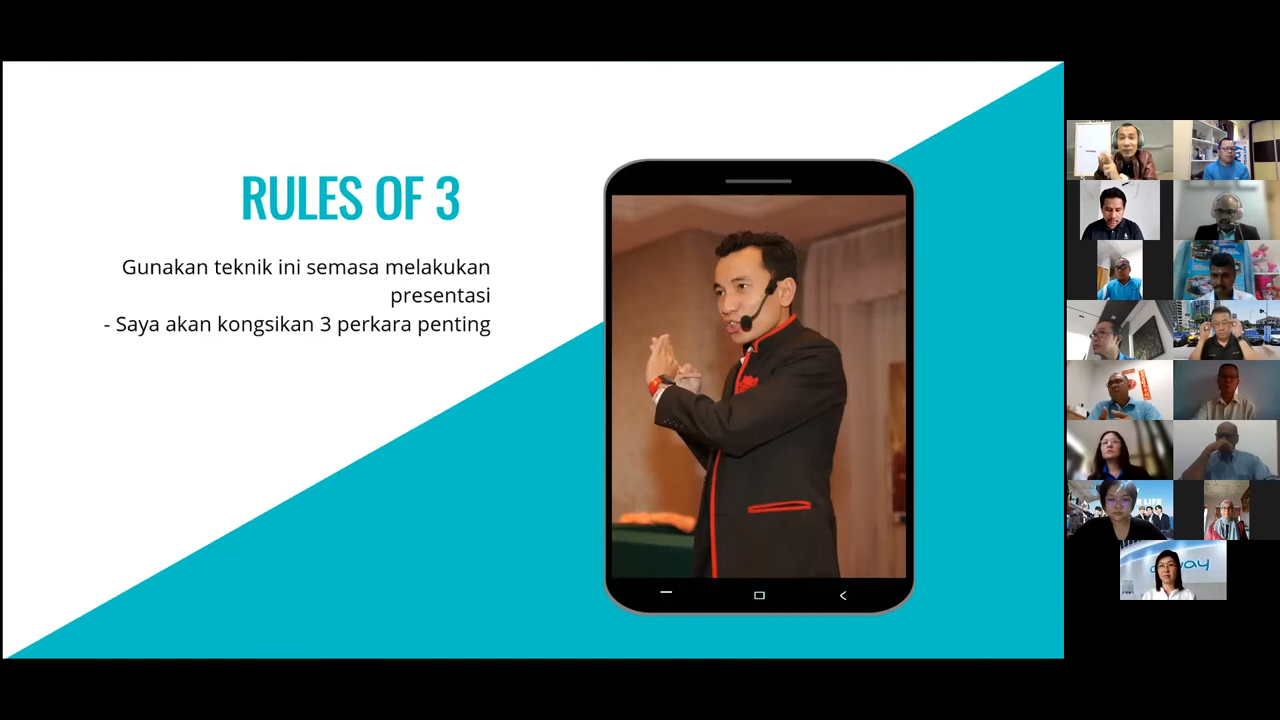 RULES OF 3
Gunakan teknik ini semasa melakukan
presentasi
- Saya akan kongsikan 3 perkara penting